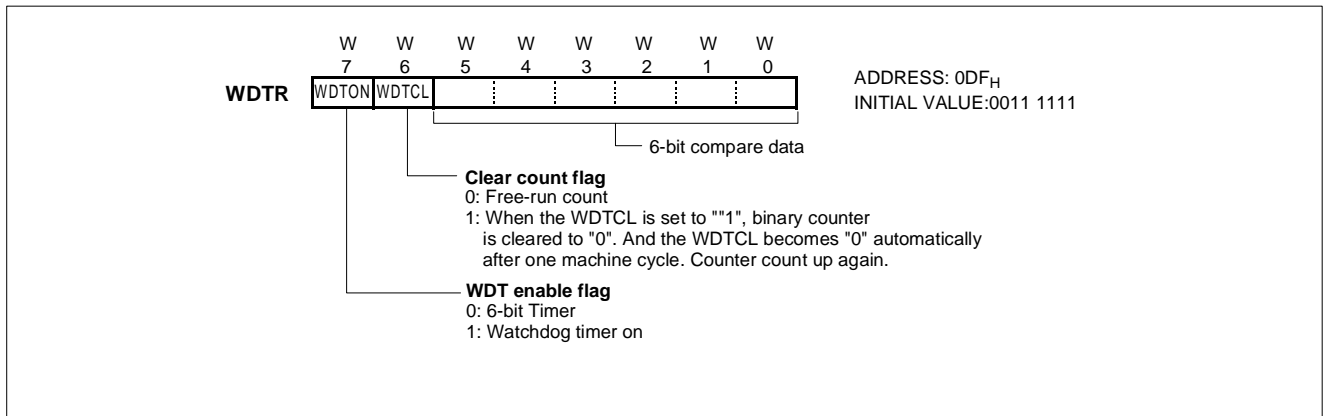 W W W W W W W W
7 6 5 4 3 2 1 0
WDTR WDTON WDTCL
ADDRESS: 0DFH
INITIAL VALUE:0011 1111
6-bit compare data
Clear count flag
0: Free-run count
1: When the WDTCL is set to ""1", binary counter
is cleared to "0". And the WDTCL becomes "0" automatically
after one machine cycle. Counter count up again.
WDT enable flag
0: 6-bit Timer
1: Watchdog timer on